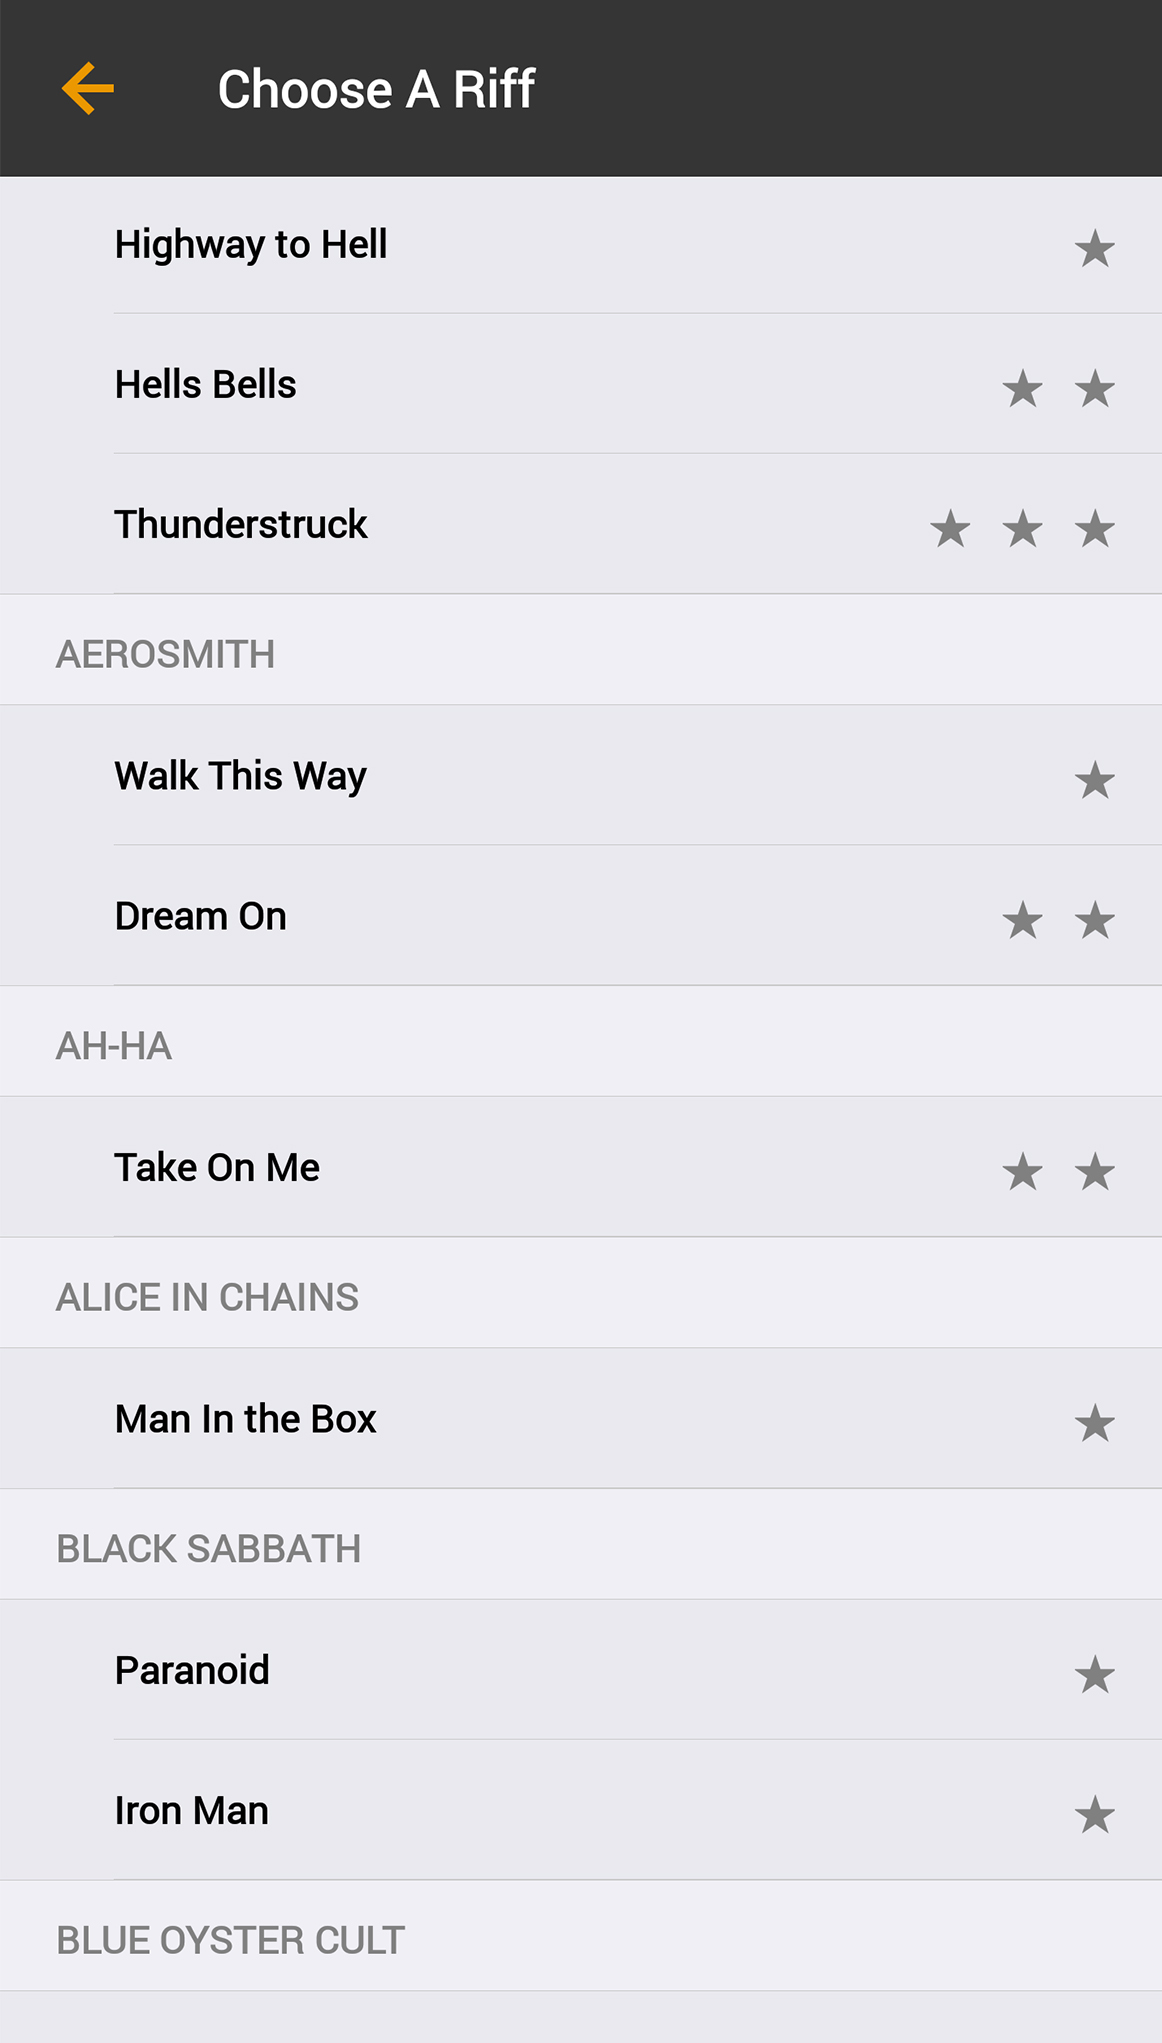 Choose A Riff
Highway to Hell
Hells Bells
Thunderstruck
AEROSMITH
Walk This Way
Dream On
AH-HA
Take On Me
ALICE IN CHAINS
Man In the Box
BLACK SABBATH
Paranoid
Iron Man
BLUE OYSTER CULT